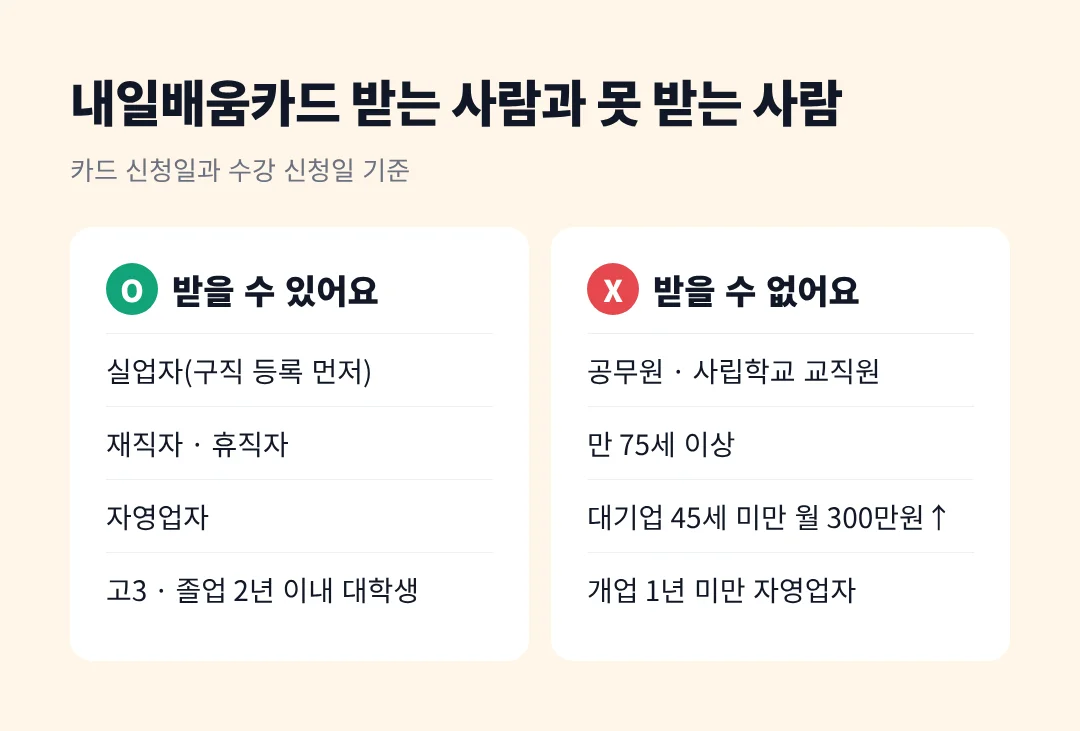 내일배움카드 받는 사람과 못 받는 사람
카드 신청일과 수강 신청일 기준
O 받을 수 있어요
실업자(구직 등록 먼저)
재직자 · 휴직자
자영업자
고3 · 졸업 2년 이내 대학생
X 받을 수 없어요
공무원 · 사립학교 교직원
만 75세 이상
대기업 45세 미만 월 300만원↑
개업 1년 미만 자영업자